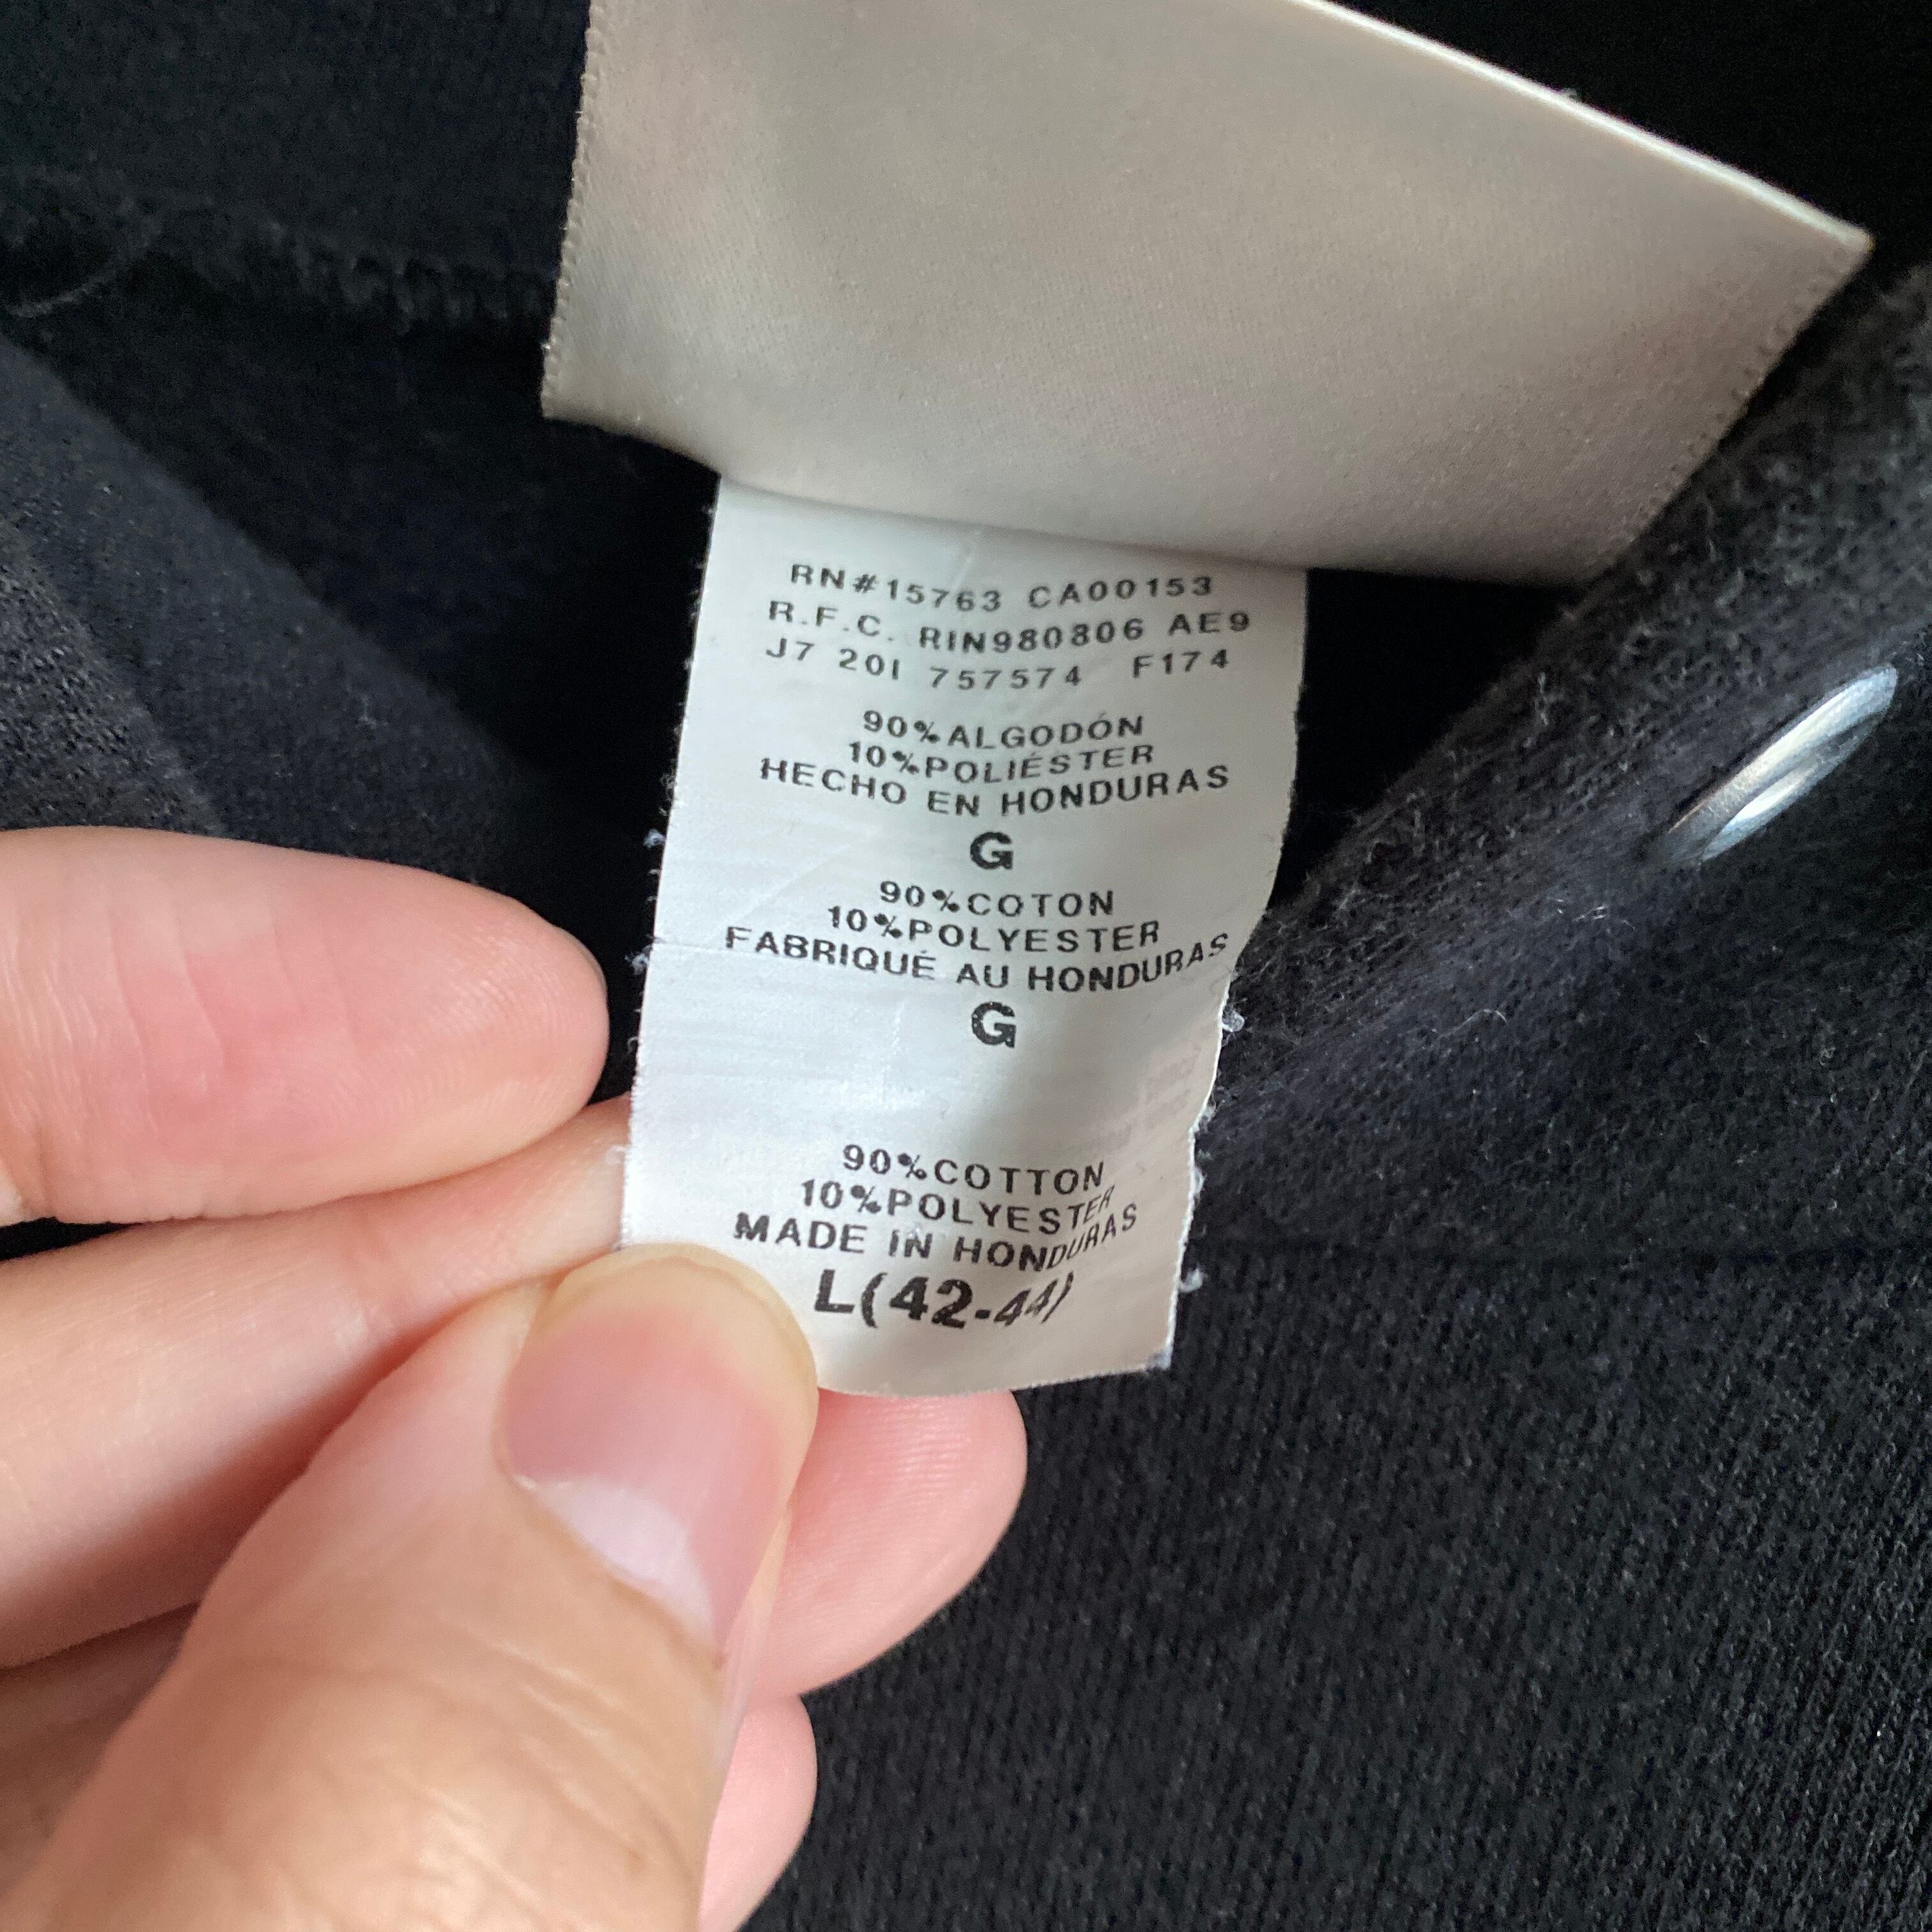 RN#15763 CA00153
R.F.C. RIN980806 AE9
J7 20I 757574 F174
90%ALGODÓN
10%POLIÉSTER
HECHO EN HONDURAS
G
90%COTON
10%POLYESTER
FABRIQUÉ AU HONDURAS
G
90%COTTON
10%POLYESTER
MADE IN HONDURAS
L(42-44)